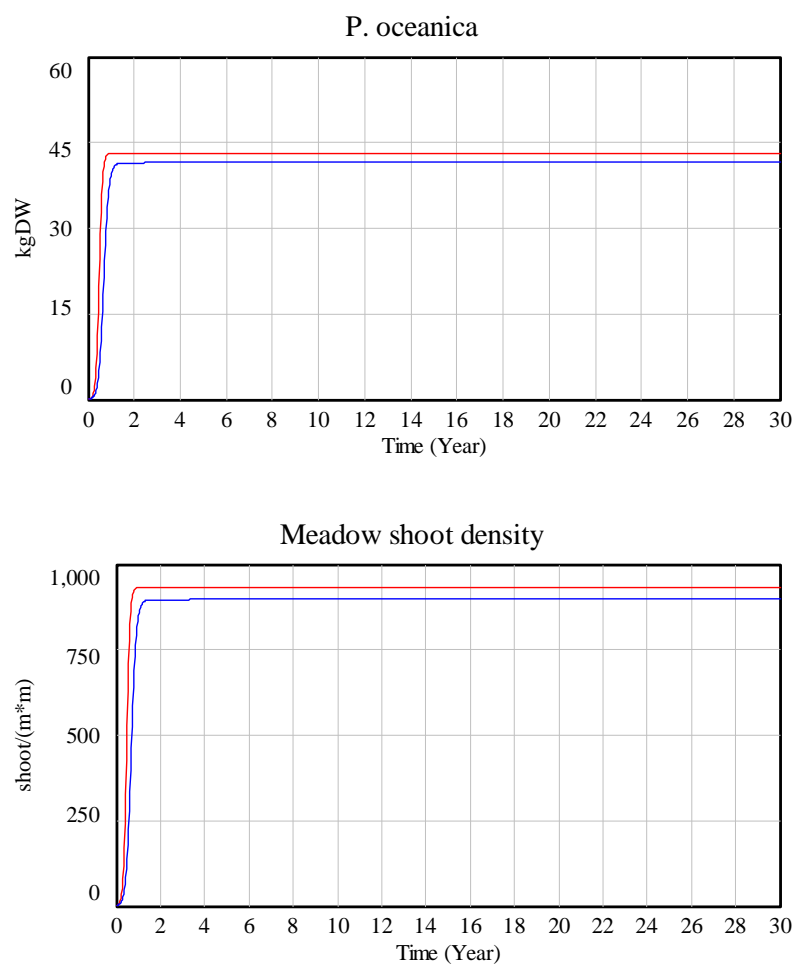 P. oceanica
60
45
30
15
0
kgDW
0 2 4 6 8 10 12 14 16 18 20 22 24 26 28 30
Time (Year)
Meadow shoot density
1,000
750
500
250
0
shoot/(m*m)
0 2 4 6 8 10 12 14 16 18 20 22 24 26 28 30
Time (Year)